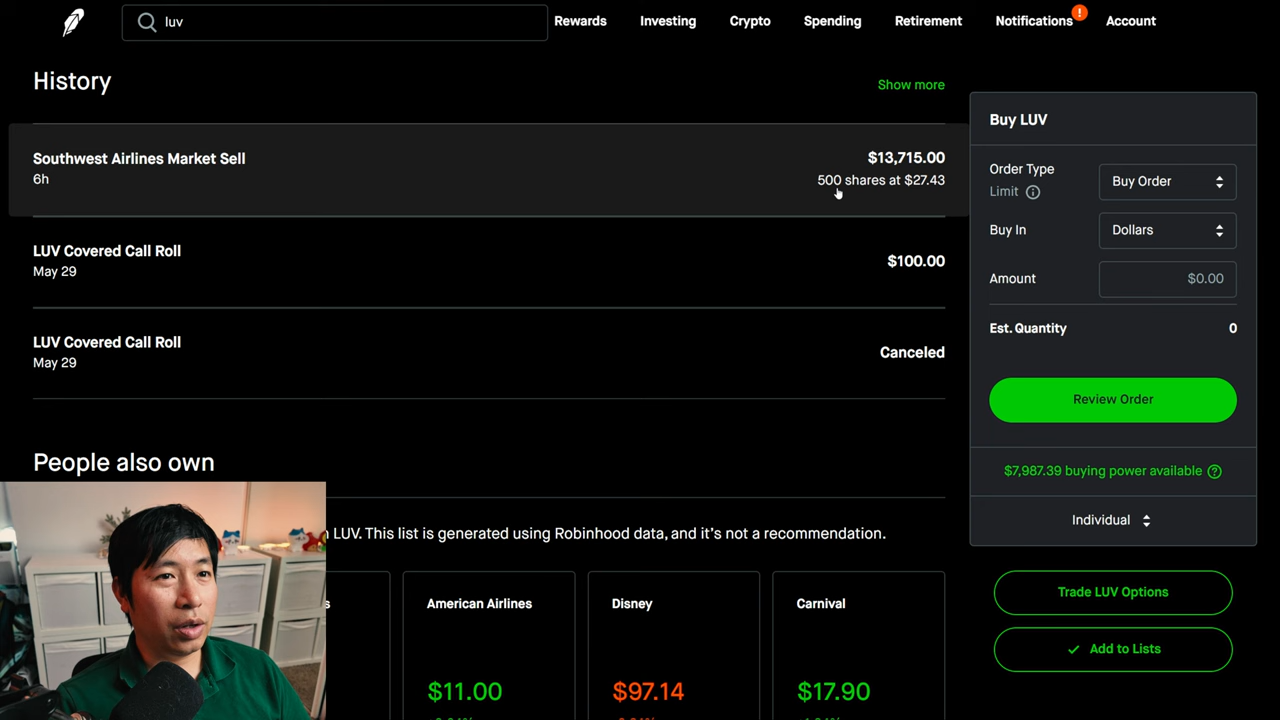 luv
Rewards
Investing
Crypto
Spending
Retirement
Notifications
!
Account
History
Show more
Southwest Airlines Market Sell
$13,715.00
6h
500 shares at $27.43
LUV Covered Call Roll
$100.00
May 29
LUV Covered Call Roll
Canceled
May 29
Buy LUV
Order Type
Limit
Buy Order
Buy In
Dollars
Amount
$0.00
Est. Quantity
0
Review Order
$7,987.39 buying power available
Individual
Trade LUV Options
Add to Lists
People also own
LUV. This list is generated using Robinhood data, and it's not a recommendation.
American Airlines
$11.00
Disney
$97.14
Carnival
$17.90